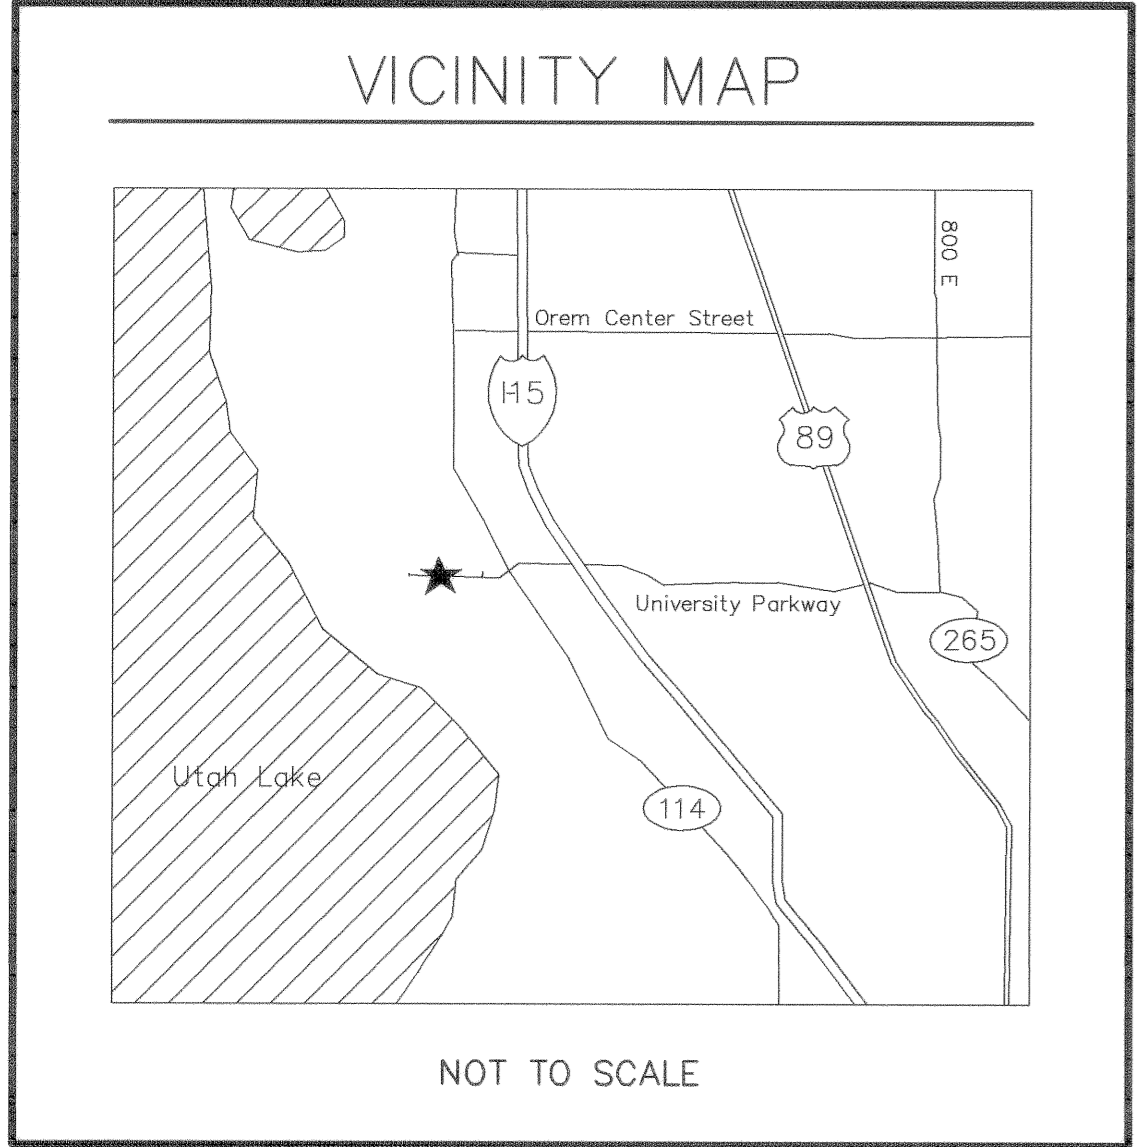 VICINITY MAP
800 E
Orem Center Street
I-15
89
University Parkway
265
Utah Lake
114
NOT TO SCALE